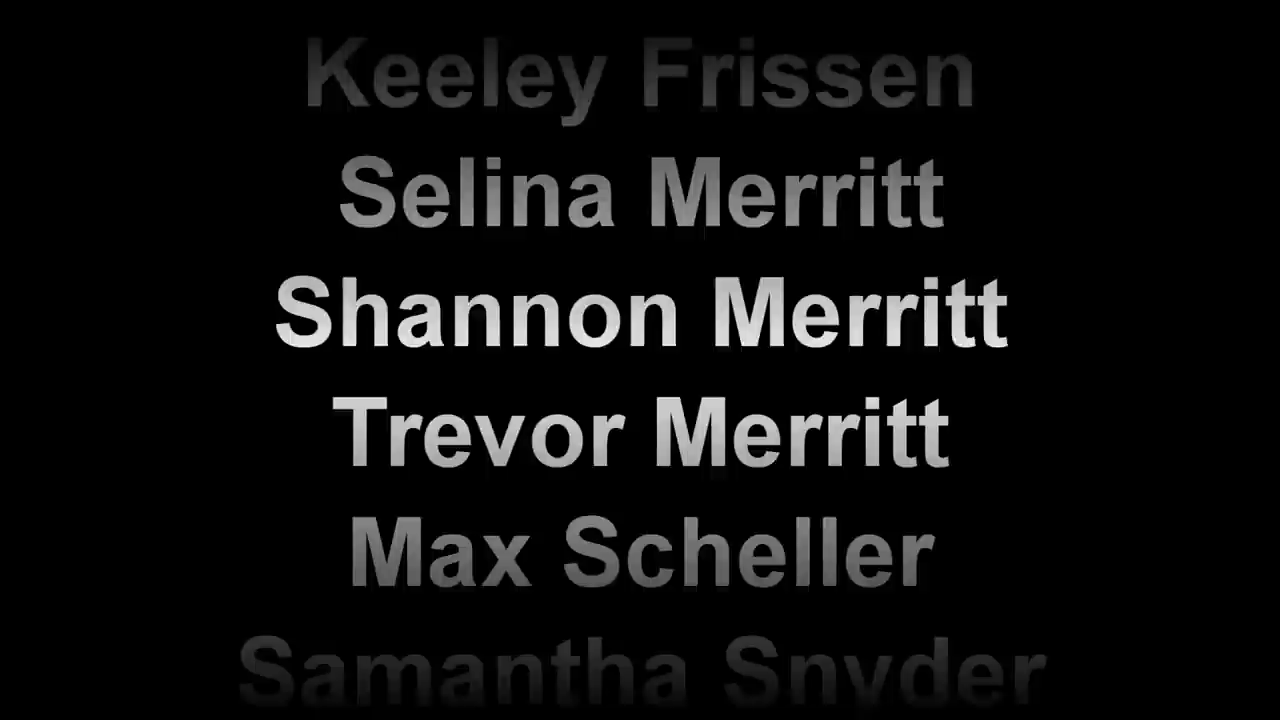 Keeley Frissen
Selina Merritt
Shannon Merritt
Trevor Merritt
Max Scheller
Samantha Snyder